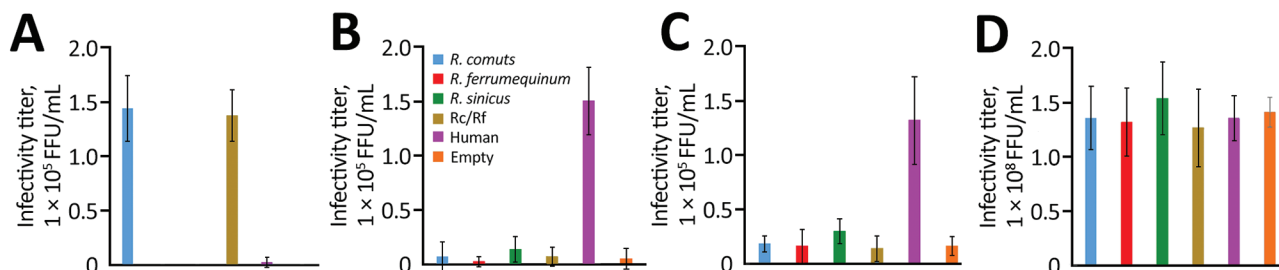 A
Infectivity titer,
1 × 10⁵ FFU/mL
2.0
1.5
1.0
0.5
0
B
Infectivity titer,
1 × 10⁵ FFU/mL
2.0
1.5
1.0
0.5
0
R. comuts
R. ferrumequinum
R. sinicus
Rc/Rf
Human
Empty
C
Infectivity titer,
1 × 10⁵ FFU/mL
2.0
1.5
1.0
0.5
0
D
Infectivity titer,
1 × 10⁸ FFU/mL
2.0
1.5
1.0
0.5
0